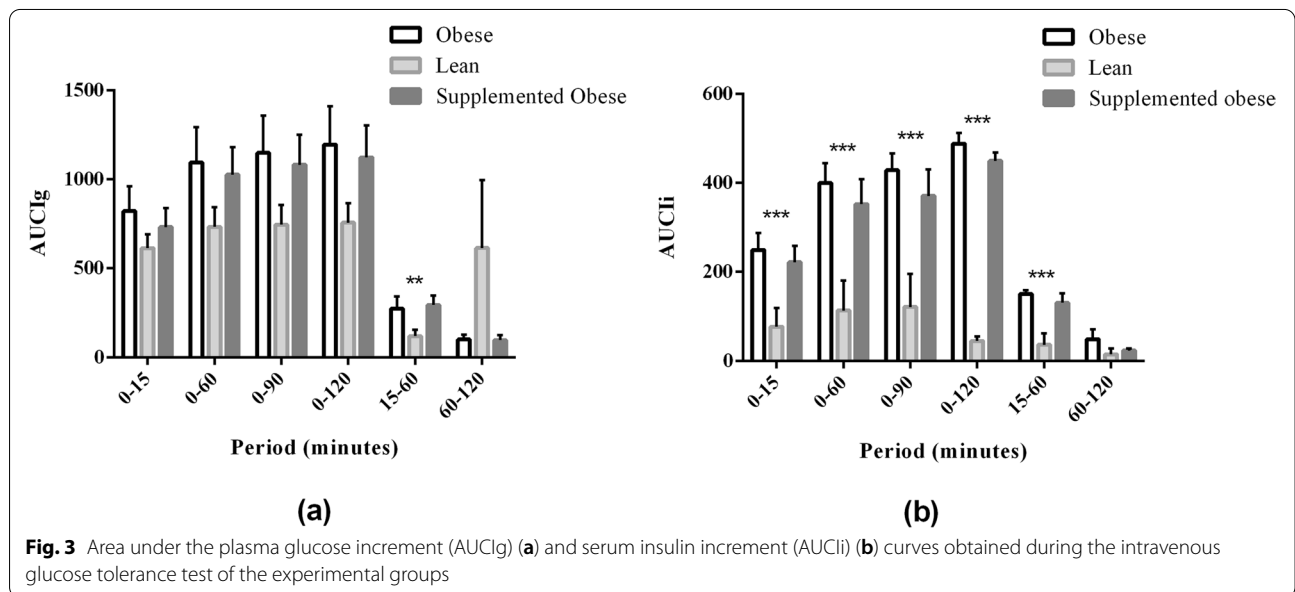 Obese
Lean
Supplemented Obese
1500
1000
500
0
AUCIg
**
0-15
0-60
0-90
0-120
15-60
60-120
Period (minutes)
(a)
Obese
Lean
Supplemented obese
600
400
200
0
AUCIi
***
***
***
***
***
0-15
0-60
0-90
0-120
15-60
60-120
Period (minutes)
(b)
Fig. 3 Area under the plasma glucose increment (AUCIg) (a) and serum insulin increment (AUCIi) (b) curves obtained during the intravenous
glucose tolerance test of the experimental groups